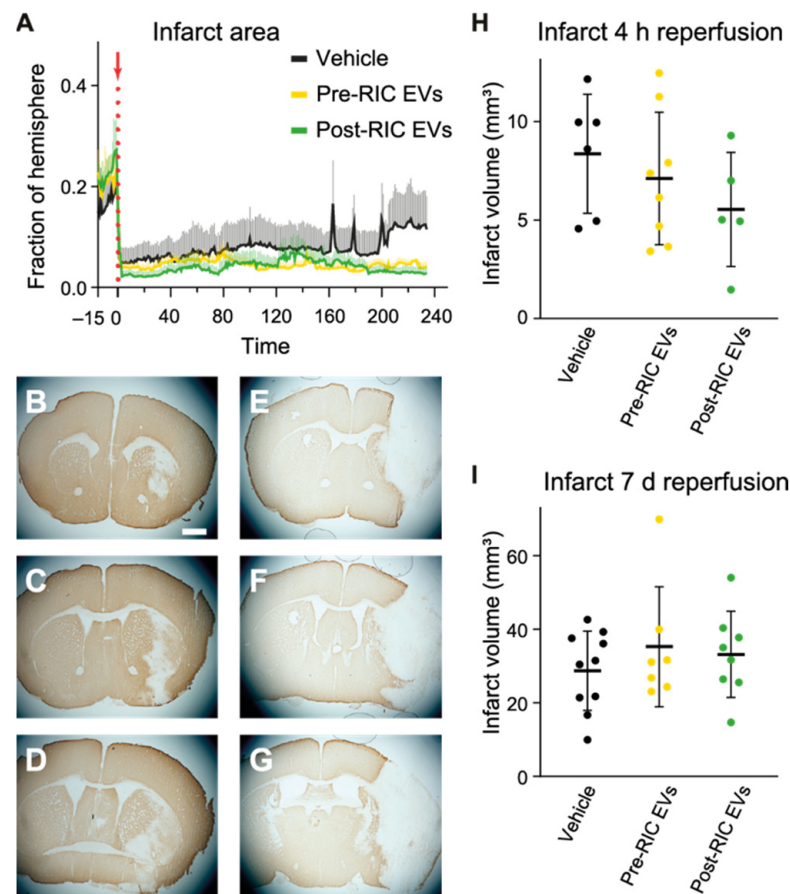 A
Infarct area
Fraction of hemisphere
0.4
0.2
0.0
Vehicle
Pre-RIC EVs
Post-RIC EVs
–15 0 40 80 120 160 200 240
Time
B
C
D
E
F
G
H
Infarct 4 h reperfusion
Infarct volume (mm³)
10
5
0
Vehicle
Pre-RIC EVs
Post-RIC EVs
I
Infarct 7 d reperfusion
Infarct volume (mm³)
60
40
20
0
Vehicle
Pre-RIC EVs
Post-RIC EVs